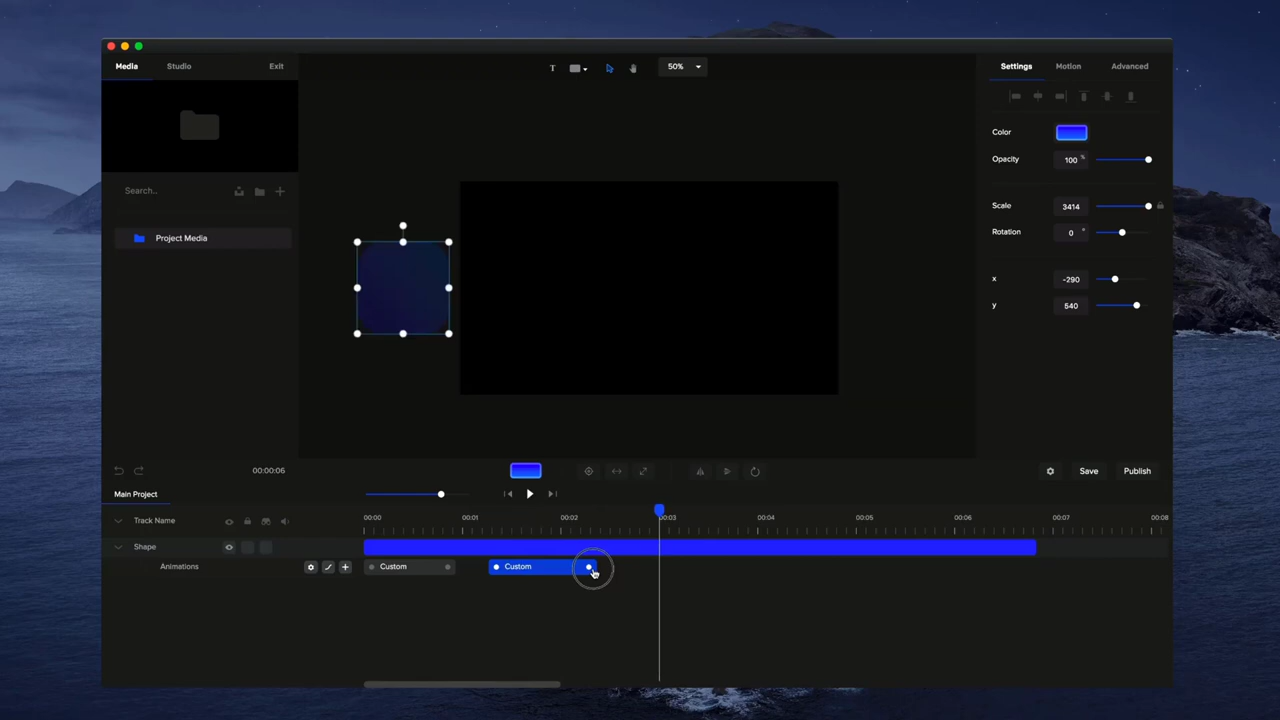 Media Studio Exit
T 50%
Settings Motion Advanced
Color
Opacity 100 %
Search..
Scale 3414
Rotation 0 °
Project Media
x -290
y 540
00:00:06
Save Publish
Main Project
Track Name 00:00 00:01 00:02 00:03 00:04 00:05 00:06 00:07 00:08
Shape
Animations Custom Custom